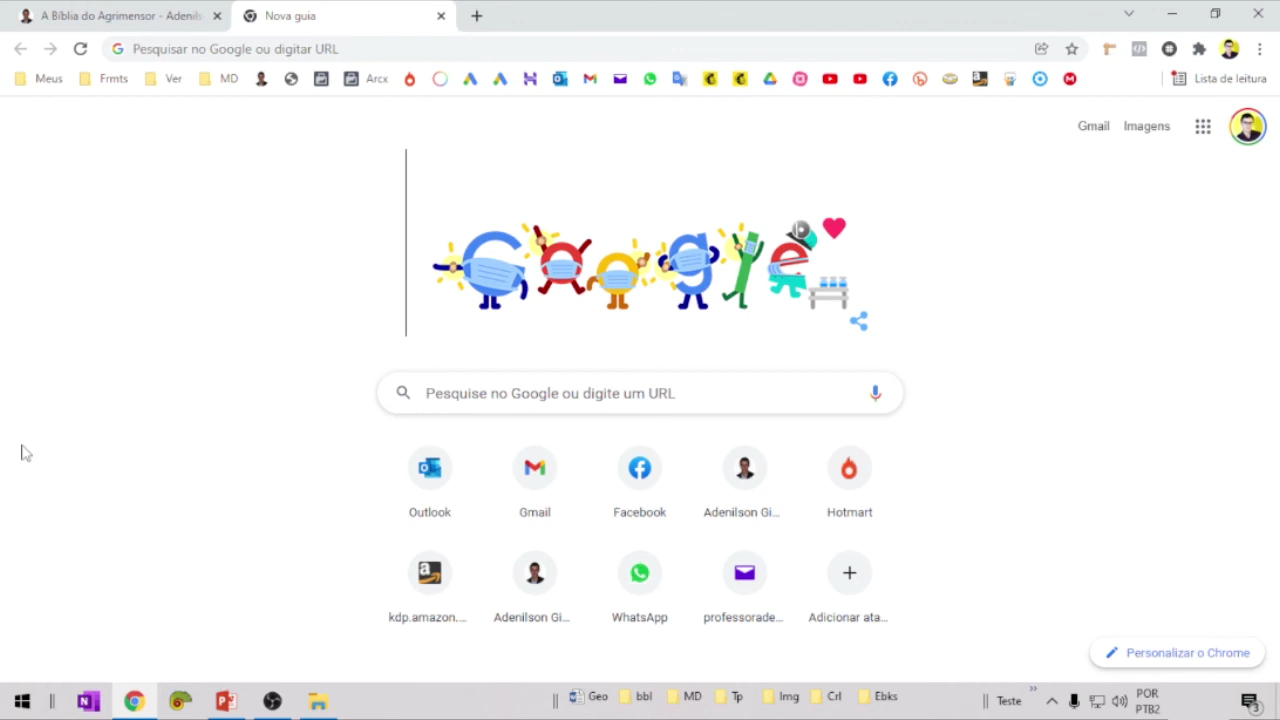 A Bíblia do Agrimensor - Adenils
Nova guia
Pesquisar no Google ou digitar URL
Meus
Frmts
Ver
MD
Arcx
Lista de leitura
Gmail
Imagens
Google
Pesquise no Google ou digite um URL
Outlook
Gmail
Facebook
Adenilson Gi...
Hotmart
kdp.amazon....
Adenilson Gi...
WhatsApp
professorade...
Adicionar ata...
Personalizar o Chrome
Geo
bbl
MD
Tp
Img
Crl
Ebks
Teste
POR
PTB2
3